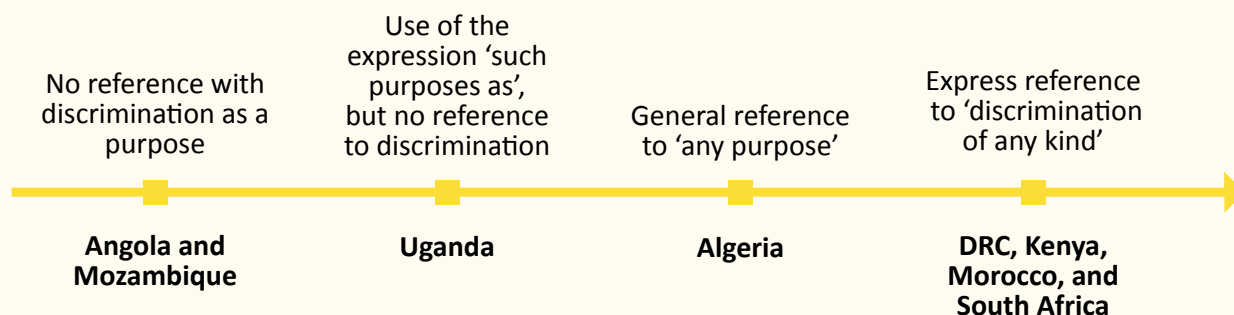 No reference with
discrimination as a
purpose
Use of the
expression ‘such
purposes as’,
but no reference
to discrimination
General reference
to ‘any purpose’
Express reference
to ‘discrimination
of any kind’
Angola and
Mozambique
Uganda
Algeria
DRC, Kenya,
Morocco, and
South Africa